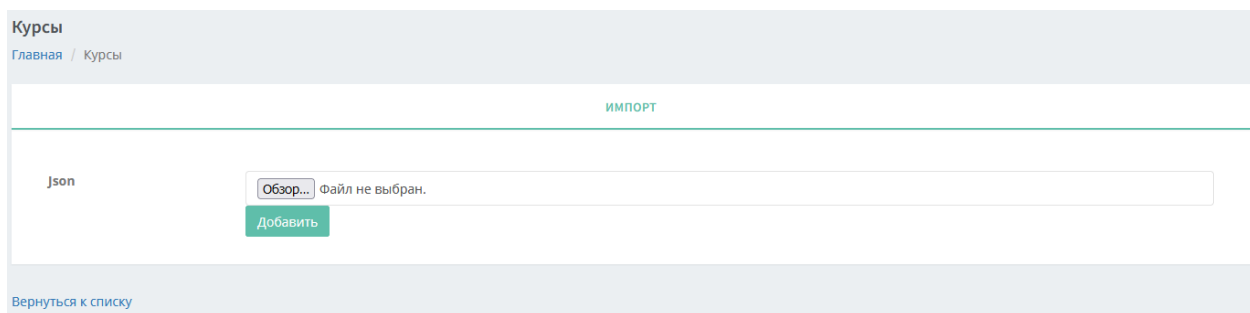 Курсы
Главная / Курсы
ИМПОРТ
Json
Обзор... Файл не выбран.
Добавить
Вернуться к списку